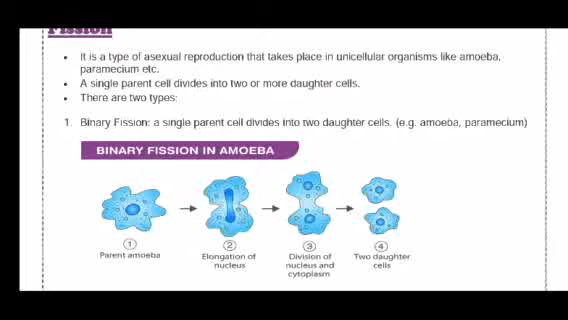 Fission
• It is a type of asexual reproduction that takes place in unicellular organisms like amoeba,
paramecium etc.
• A single parent cell divides into two or more daughter cells.
• There are two types:
1. Binary Fission: a single parent cell divides into two daughter cells. (e.g. amoeba, paramecium)
BINARY FISSION IN AMOEBA
1
Parent amoeba
2
Elongation of
nucleus
3
Division of
nucleus and
cytoplasm
4
Two daughter
cells